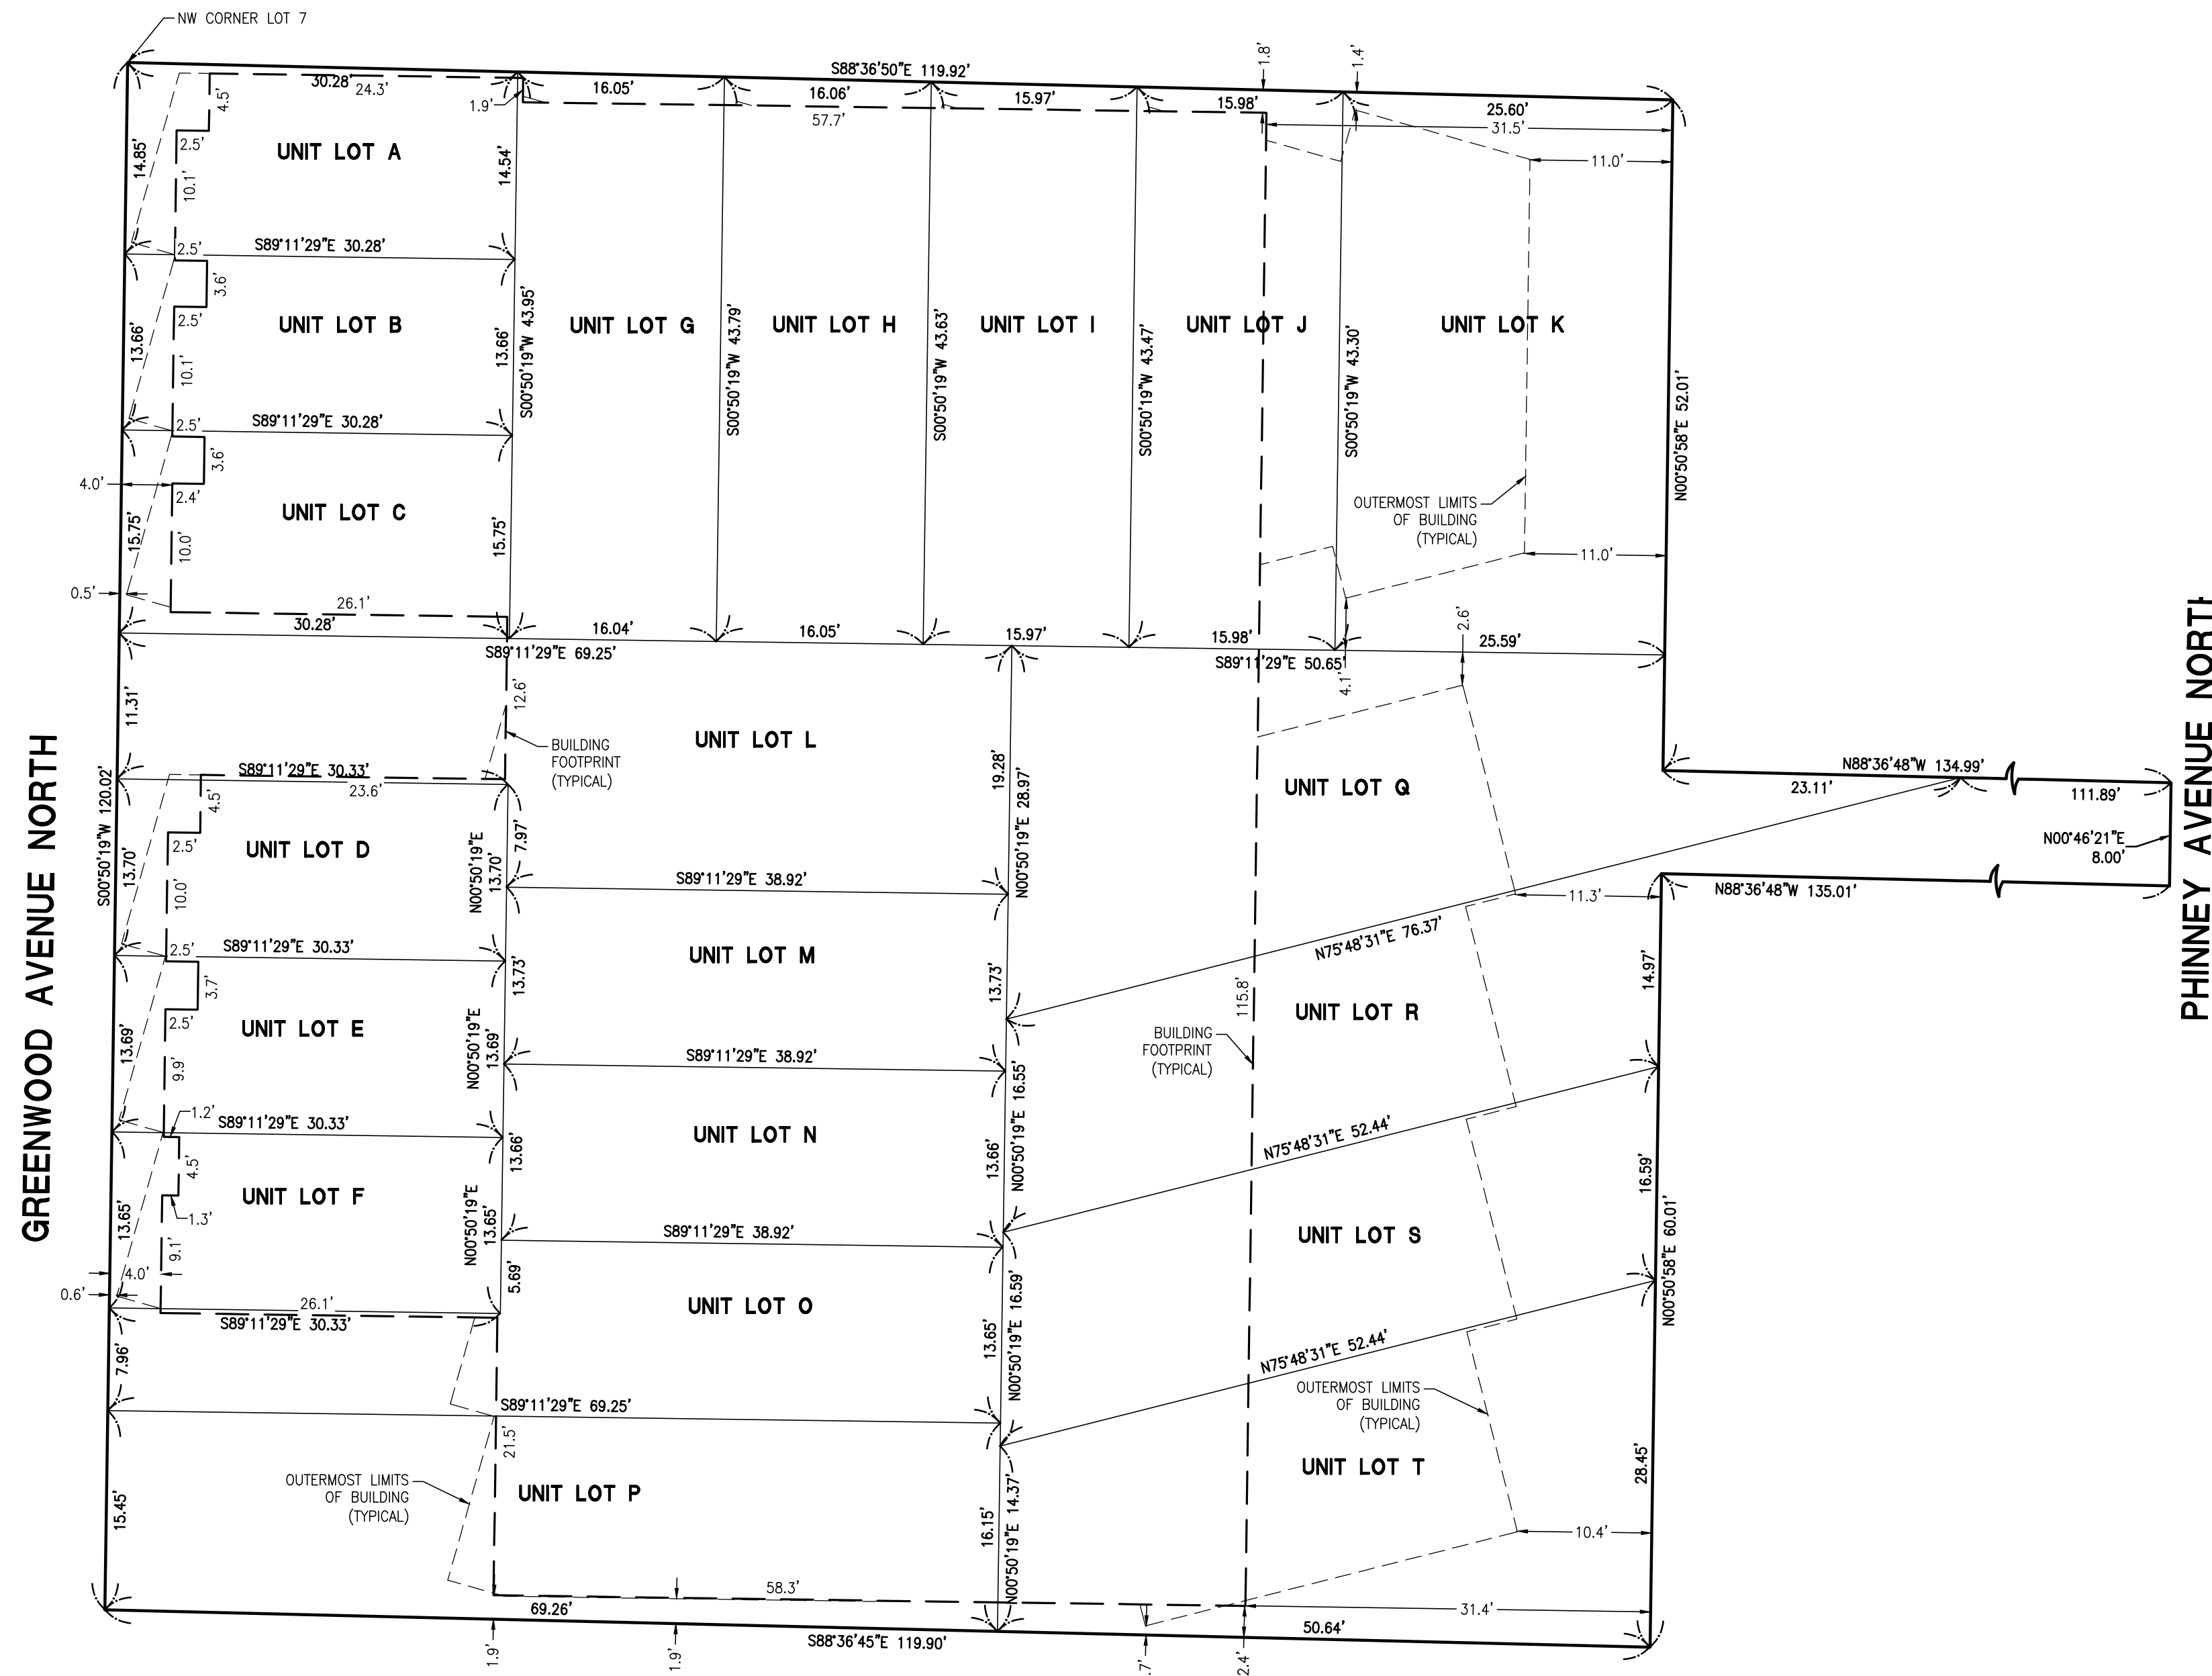 NW CORNER LOT 7
S88°36'50"E 119.92'
1.8'
1.4'
30.28'
24.3'
4.5'
1.9'
16.05'
16.06'
57.7'
15.97'
15.98'
25.60'
31.5'
11.0'
2.5'
UNIT LOT A
14.85'
14.54'
10.1'
2.5'
S89°11'29"E 30.28'
3.6'
2.5'
UNIT LOT B
13.66'
13.66'
S00°50'19"W 43.95'
UNIT LOT G
S00°50'19"W 43.79'
UNIT LOT H
S00°50'19"W 43.63'
UNIT LOT I
S00°50'19"W 43.47'
UNIT LOT J
S00°50'19"W 43.30'
UNIT LOT K
N00°50'58"E 52.01'
10.1'
2.5'
S89°11'29"E 30.28'
3.6'
4.0'
2.4'
UNIT LOT C
15.75'
15.75'
10.0'
OUTERMOST LIMITS
OF BUILDING
(TYPICAL)
11.0'
0.5'
26.1'
30.28'
16.04'
16.05'
15.97'
15.98'
2.6'
25.59'
S89°11'29"E 69.25'
S89°11'29"E 50.65'
4.1'
12.6'
11.31'
BUILDING
FOOTPRINT
(TYPICAL)
UNIT LOT L
19.28'
N00°50'19"E 28.97'
UNIT LOT Q
N88°36'48"W 134.99'
23.11'
111.89'
N00°46'21"E
8.00'
N88°36'48"W 135.01'
PHINNEY AVENUE NORTH
GREENWOOD AVENUE NORTH
S00°50'19"W 120.02'
S89°11'29"E 30.33'
23.6'
4.5'
2.5'
UNIT LOT D
13.70'
10.0'
N00°50'19"E
13.70'
7.97'
S89°11'29"E 38.92'
11.3'
N75°48'31"E 76.37'
2.5'
S89°11'29"E 30.33'
3.7'
2.5'
13.73'
UNIT LOT M
13.73'
115.8'
UNIT LOT R
14.97'
UNIT LOT E
13.69'
9.9'
N00°50'19"E
13.69'
BUILDING
FOOTPRINT
(TYPICAL)
S89°11'29"E 38.92'
N00°50'19"E 16.55'
1.2'
S89°11'29"E 30.33'
4.5'
13.66'
UNIT LOT N
13.66'
N75°48'31"E 52.44'
16.59'
UNIT LOT F
13.65'
1.3'
9.1'
N00°50'19"E
13.65'
S89°11'29"E 38.92'
UNIT LOT S
N00°50'58"E 60.01'
4.0'
0.6'
26.1'
S89°11'29"E 30.33'
5.69'
UNIT LOT O
13.65'
N00°50'19"E 16.59'
N75°48'31"E 52.44'
7.96'
S89°11'29"E 69.25'
OUTERMOST LIMITS
OF BUILDING
(TYPICAL)
21.5'
OUTERMOST LIMITS
OF BUILDING
(TYPICAL)
UNIT LOT P
15.45'
16.15'
N00°50'19"E 14.37'
UNIT LOT T
28.45'
10.4'
58.3'
69.26'
31.4'
50.64'
S88°36'45"E 119.90'
1.9'
1.9'
.7'
2.4'